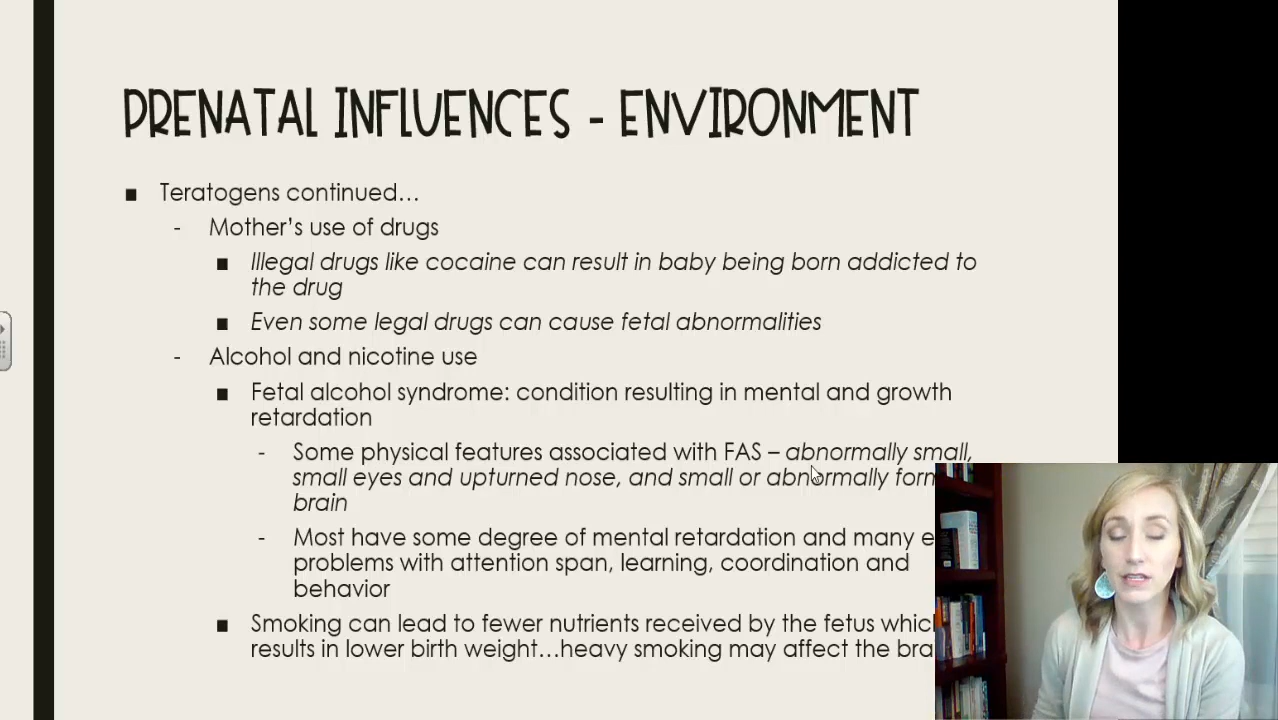 PRENATAL INFLUENCES - ENVIRONMENT
■ Teratogens continued…
- Mother’s use of drugs
■ Illegal drugs like cocaine can result in baby being born addicted to
the drug
■ Even some legal drugs can cause fetal abnormalities
- Alcohol and nicotine use
■ Fetal alcohol syndrome: condition resulting in mental and growth
retardation
- Some physical features associated with FAS – abnormally small,
small eyes and upturned nose, and small or abnormally
brain
- Most have some degree of mental retardation and many
problems with attention span, learning, coordination and
behavior
■ Smoking can lead to fewer nutrients received by the fetus
results in lower birth weight…heavy smoking may affect the